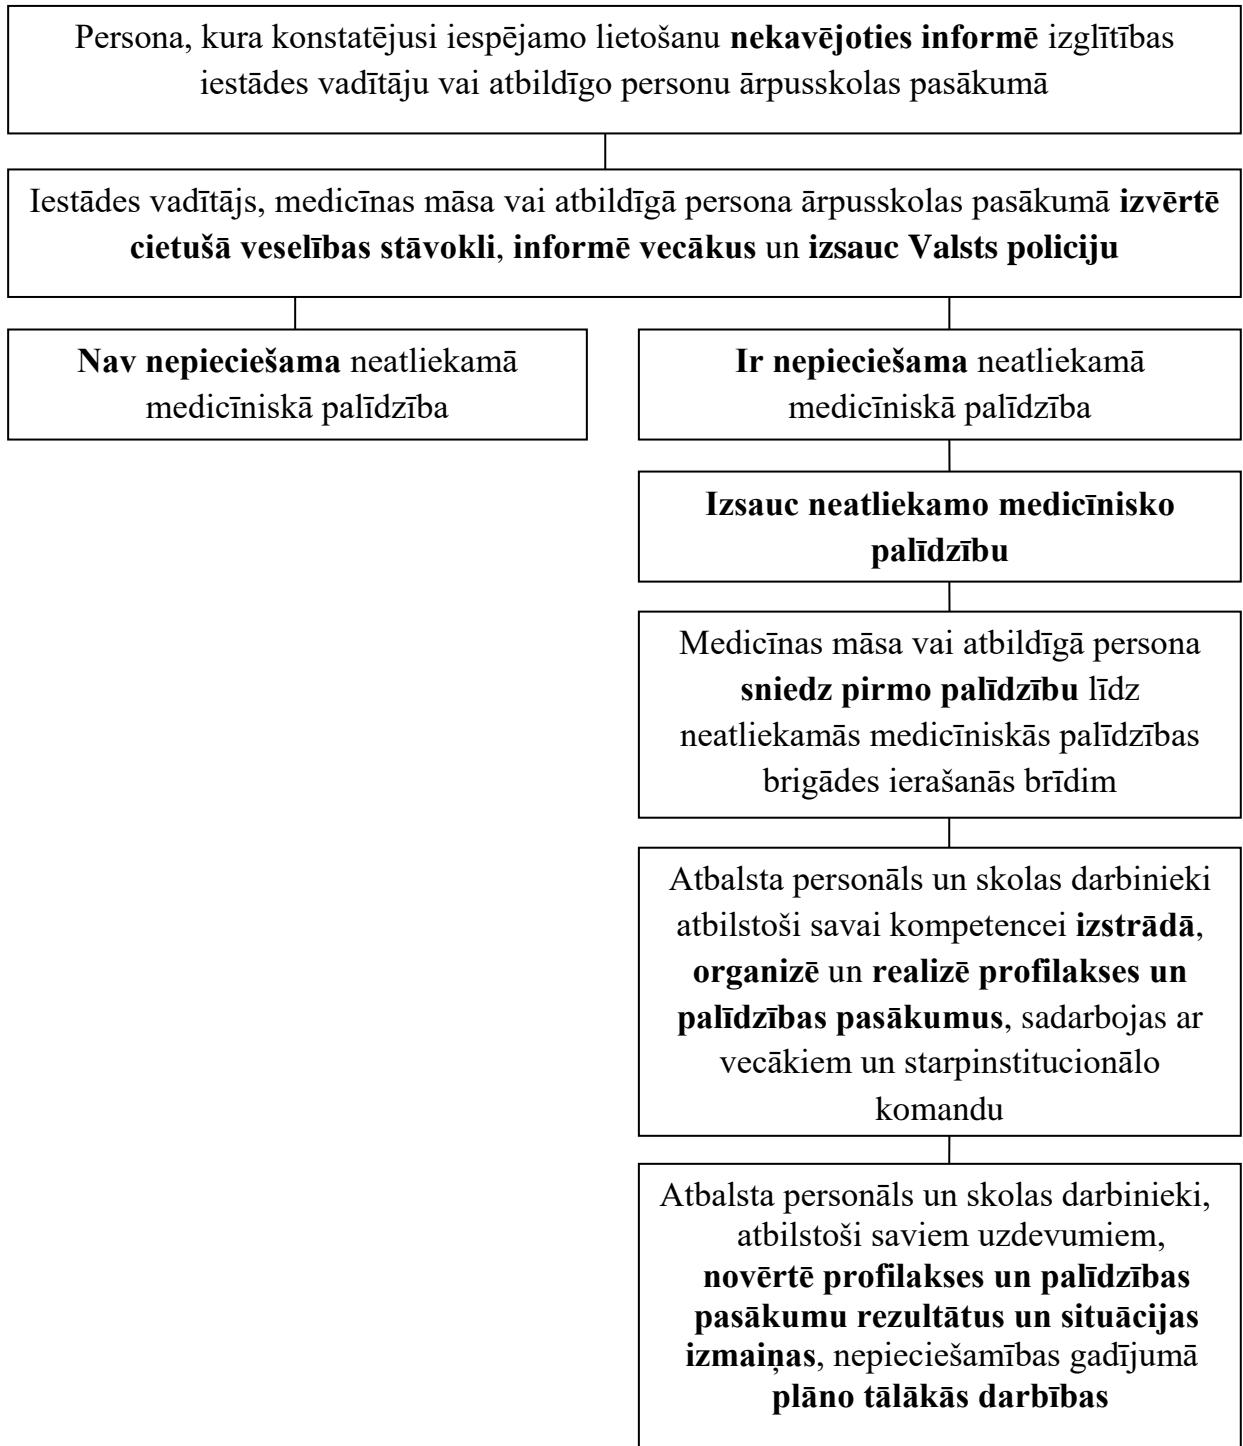 Persona, kura konstatējusi iespējamo lietošanu nekavējoties informē izglītības
iestādes vadītāju vai atbildīgo personu ārpusskolas pasākumā
Iestādes vadītājs, medicīnas māsa vai atbildīgā persona ārpusskolas pasākumā izvērtē
cietušā veselības stāvokli, informē vecākus un izsauc Valsts policiju
Nav nepieciešama neatliekamā
medicīniskā palīdzība
Ir nepieciešama neatliekamā
medicīniskā palīdzība
Izsauc neatliekamo medicīnisko
palīdzību
Medicīnas māsa vai atbildīgā persona
sniedz pirmo palīdzību līdz
neatliekamās medicīniskās palīdzības
brigādes ierašanās brīdim
Atbalsta personāls un skolas darbinieki
atbilstoši savai kompetencei izstrādā,
organizē un realizē profilakses un
palīdzības pasākumus, sadarbojas ar
vecākiem un starpinstitucionālo
komandu
Atbalsta personāls un skolas darbinieki,
atbilstoši saviem uzdevumiem,
novērtē profilakses un palīdzības
pasākumu rezultātus un situācijas
izmaiņas, nepieciešamības gadījumā
plāno tālākās darbības